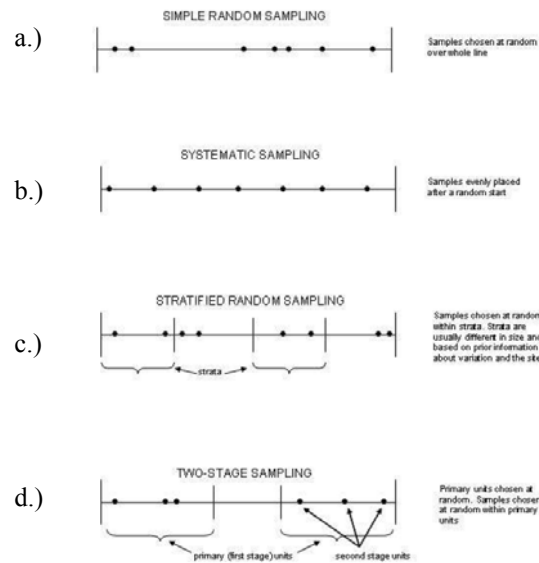 SIMPLE RANDOM SAMPLING
a.)
Samples chosen at random
over whole line
SYSTEMATIC SAMPLING
b.)
Samples evenly placed
after a random start
STRATIFIED RANDOM SAMPLING
c.)
Samples chosen at random
within strata. Strata are
usually different in size and
based on prior information
about variation and the site
strata
TWO-STAGE SAMPLING
d.)
Primary units chosen at
random. Samples chosen
at random within primary
units
primary (first stage) units
second stage units